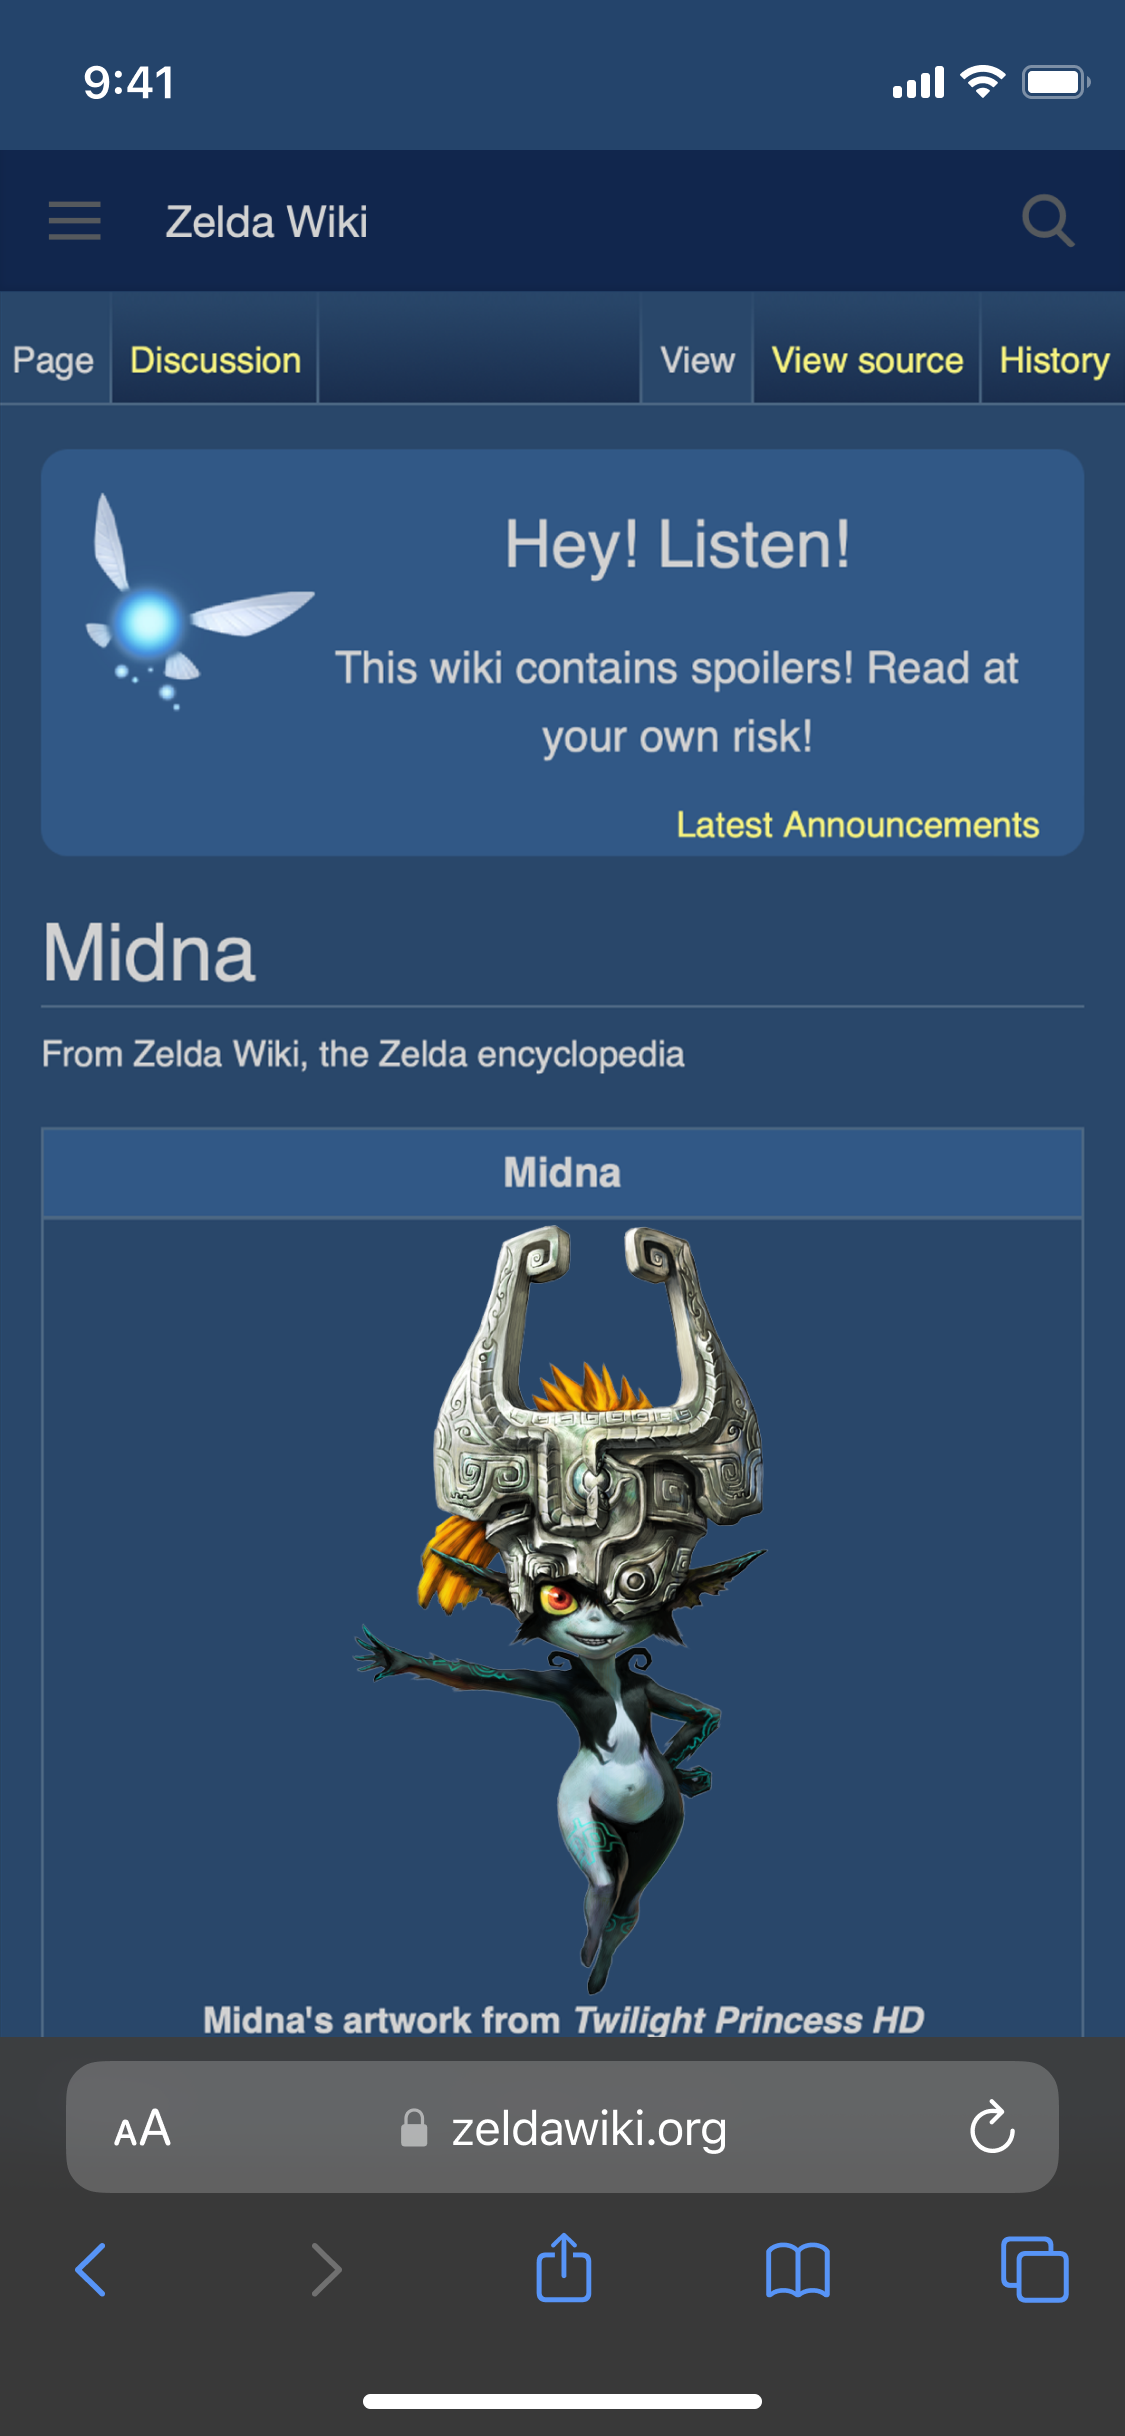 9:41
Zelda Wiki
Page Discussion View View source History
Hey! Listen!
This wiki contains spoilers! Read at
your own risk!
Latest Announcements
Midna
From Zelda Wiki, the Zelda encyclopedia
Midna
Midna's artwork from Twilight Princess HD
AA zeldawiki.org